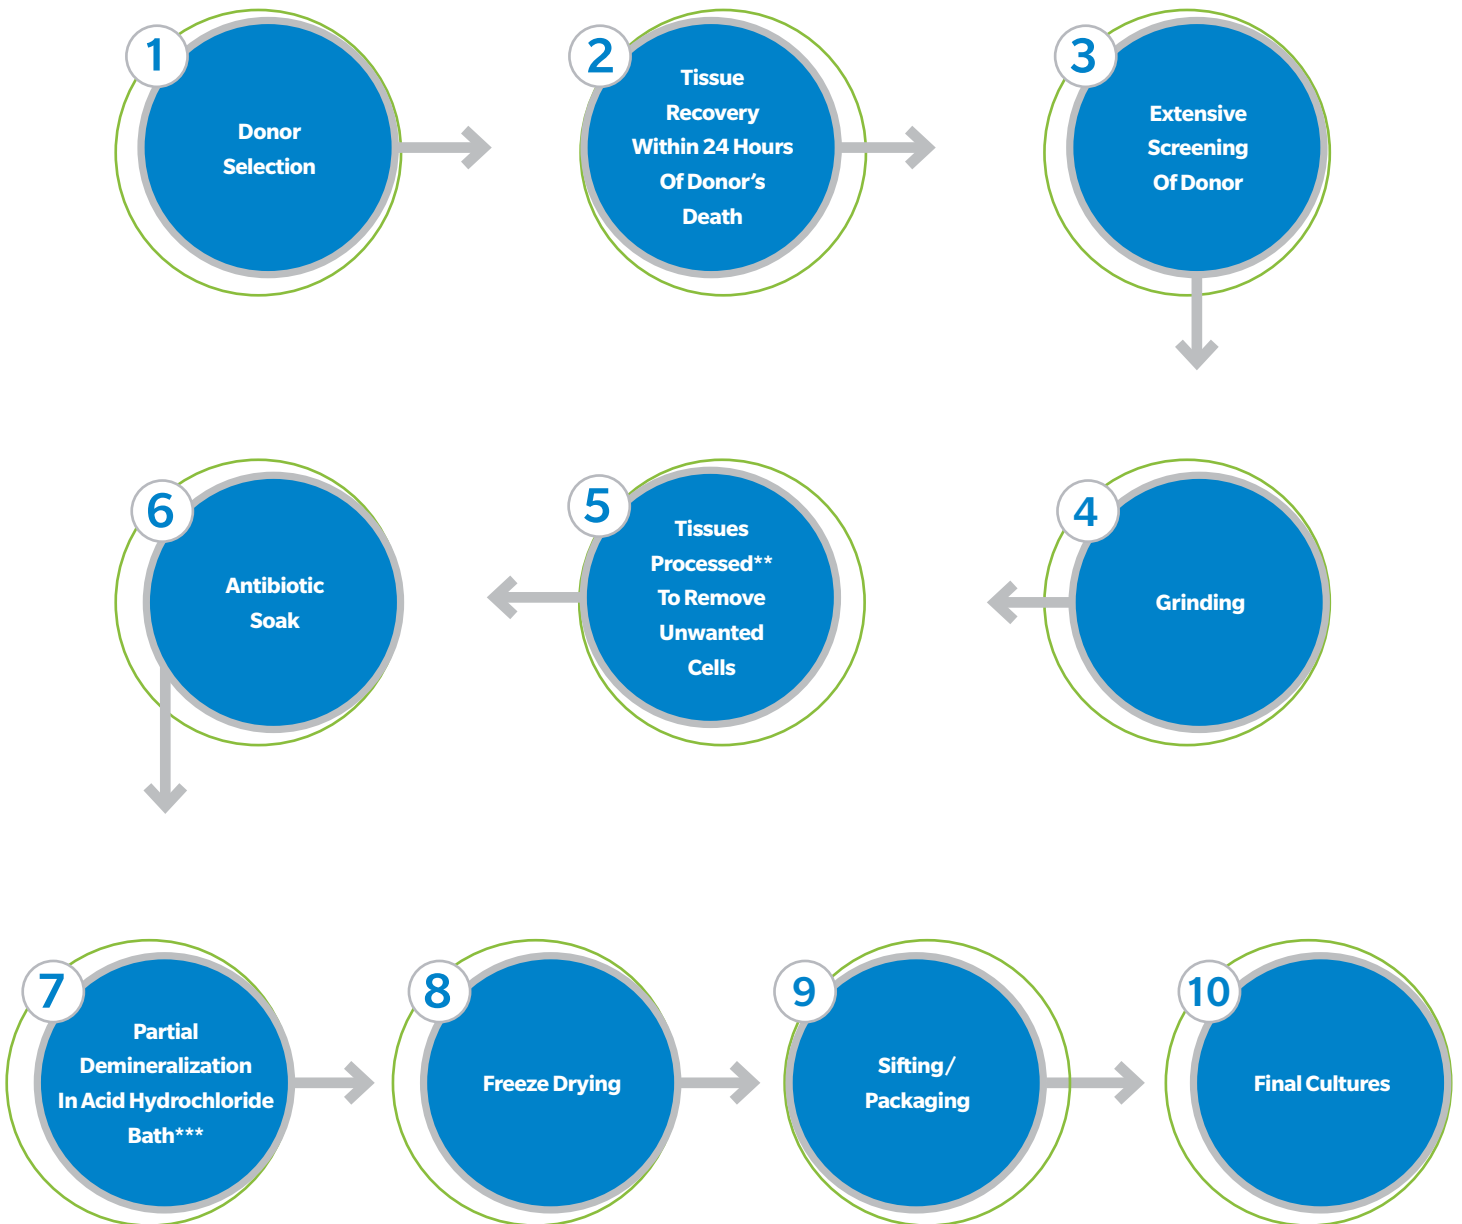 1
Donor
Selection
2
Tissue
Recovery
Within 24 Hours
Of Donor's
Death
3
Extensive
Screening
Of Donor
4
Grinding
5
Tissues
Processed**
To Remove
Unwanted
Cells
6
Antibiotic
Soak
7
Partial
Demineralization
In Acid Hydrochloride
Bath***
8
Freeze Drying
9
Sifting/
Packaging
10
Final Cultures